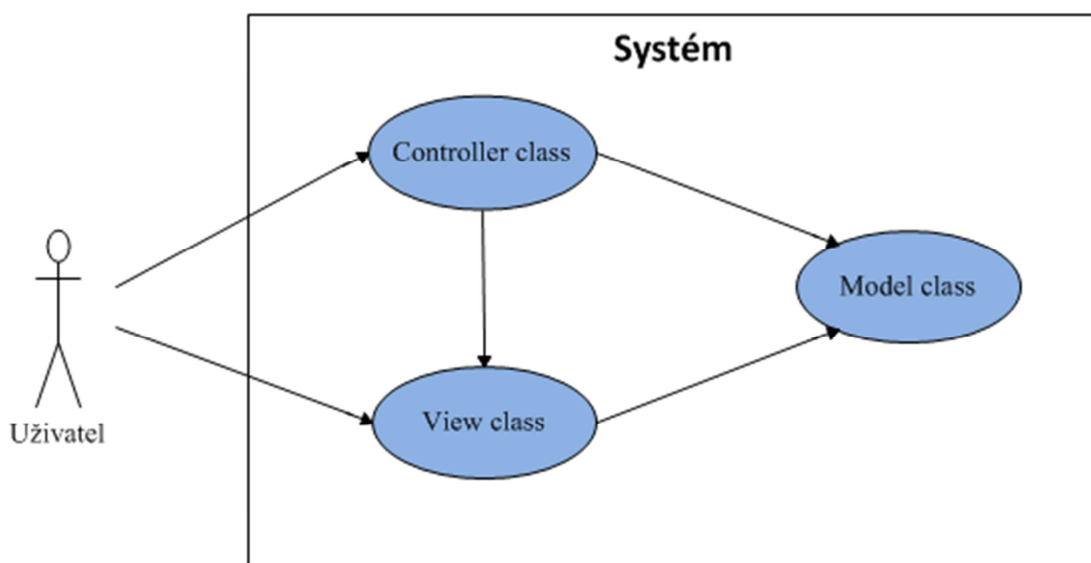 Systém
Controller class
Model class
View class
Uživatel